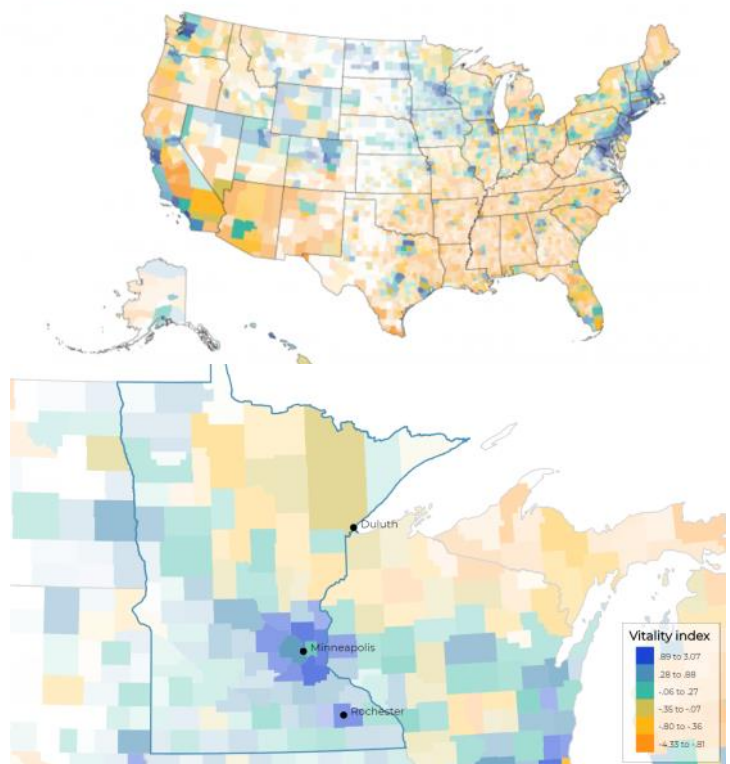 Duluth
Minneapolis
Rochester
Vitality index
.89 to 3.07
.28 to .88
-.06 to .27
-.35 to -.07
-.80 to -.36
-4.33 to -.81